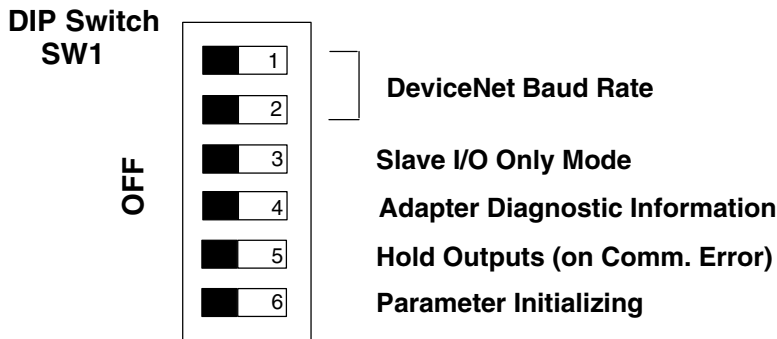 DIP Switch
SW1
OFF
1
2
DeviceNet Baud Rate
3 Slave I/O Only Mode
4 Adapter Diagnostic Information
5 Hold Outputs (on Comm. Error)
6 Parameter Initializing